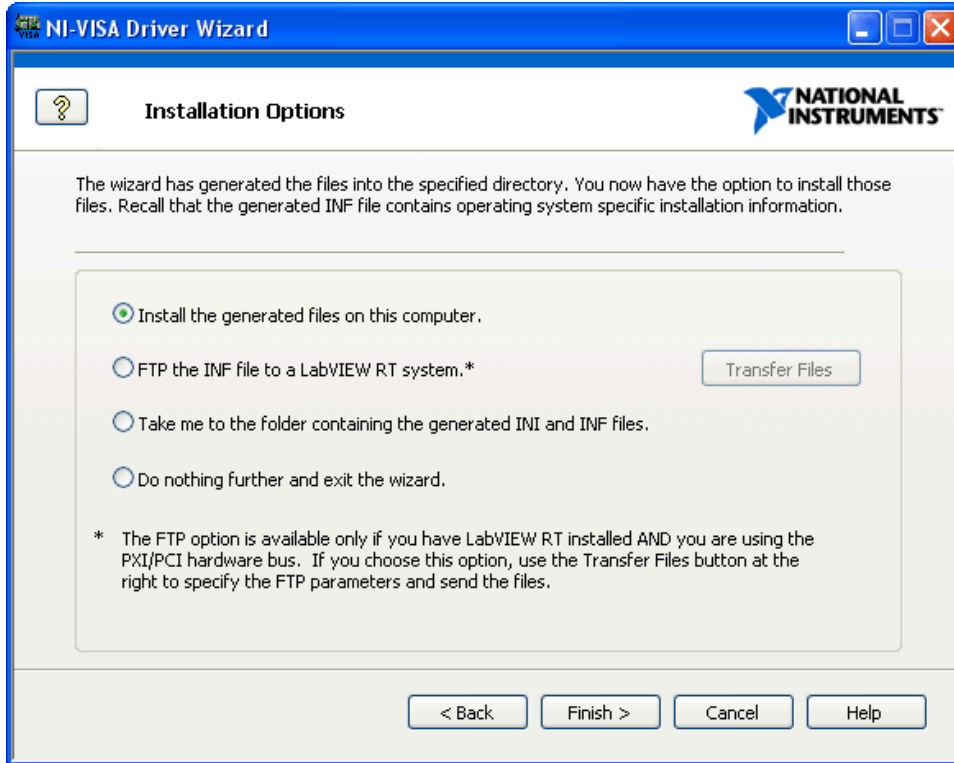 NI-VISA Driver Wizard
Installation Options
NATIONAL
INSTRUMENTS™
The wizard has generated the files into the specified directory. You now have the option to install those
files. Recall that the generated INF file contains operating system specific installation information.
Install the generated files on this computer.
FTP the INF file to a LabVIEW RT system.*
Transfer Files
Take me to the folder containing the generated INI and INF files.
Do nothing further and exit the wizard.
* The FTP option is available only if you have LabVIEW RT installed AND you are using the
PXI/PCI hardware bus. If you choose this option, use the Transfer Files button at the
right to specify the FTP parameters and send the files.
< Back
Finish >
Cancel
Help